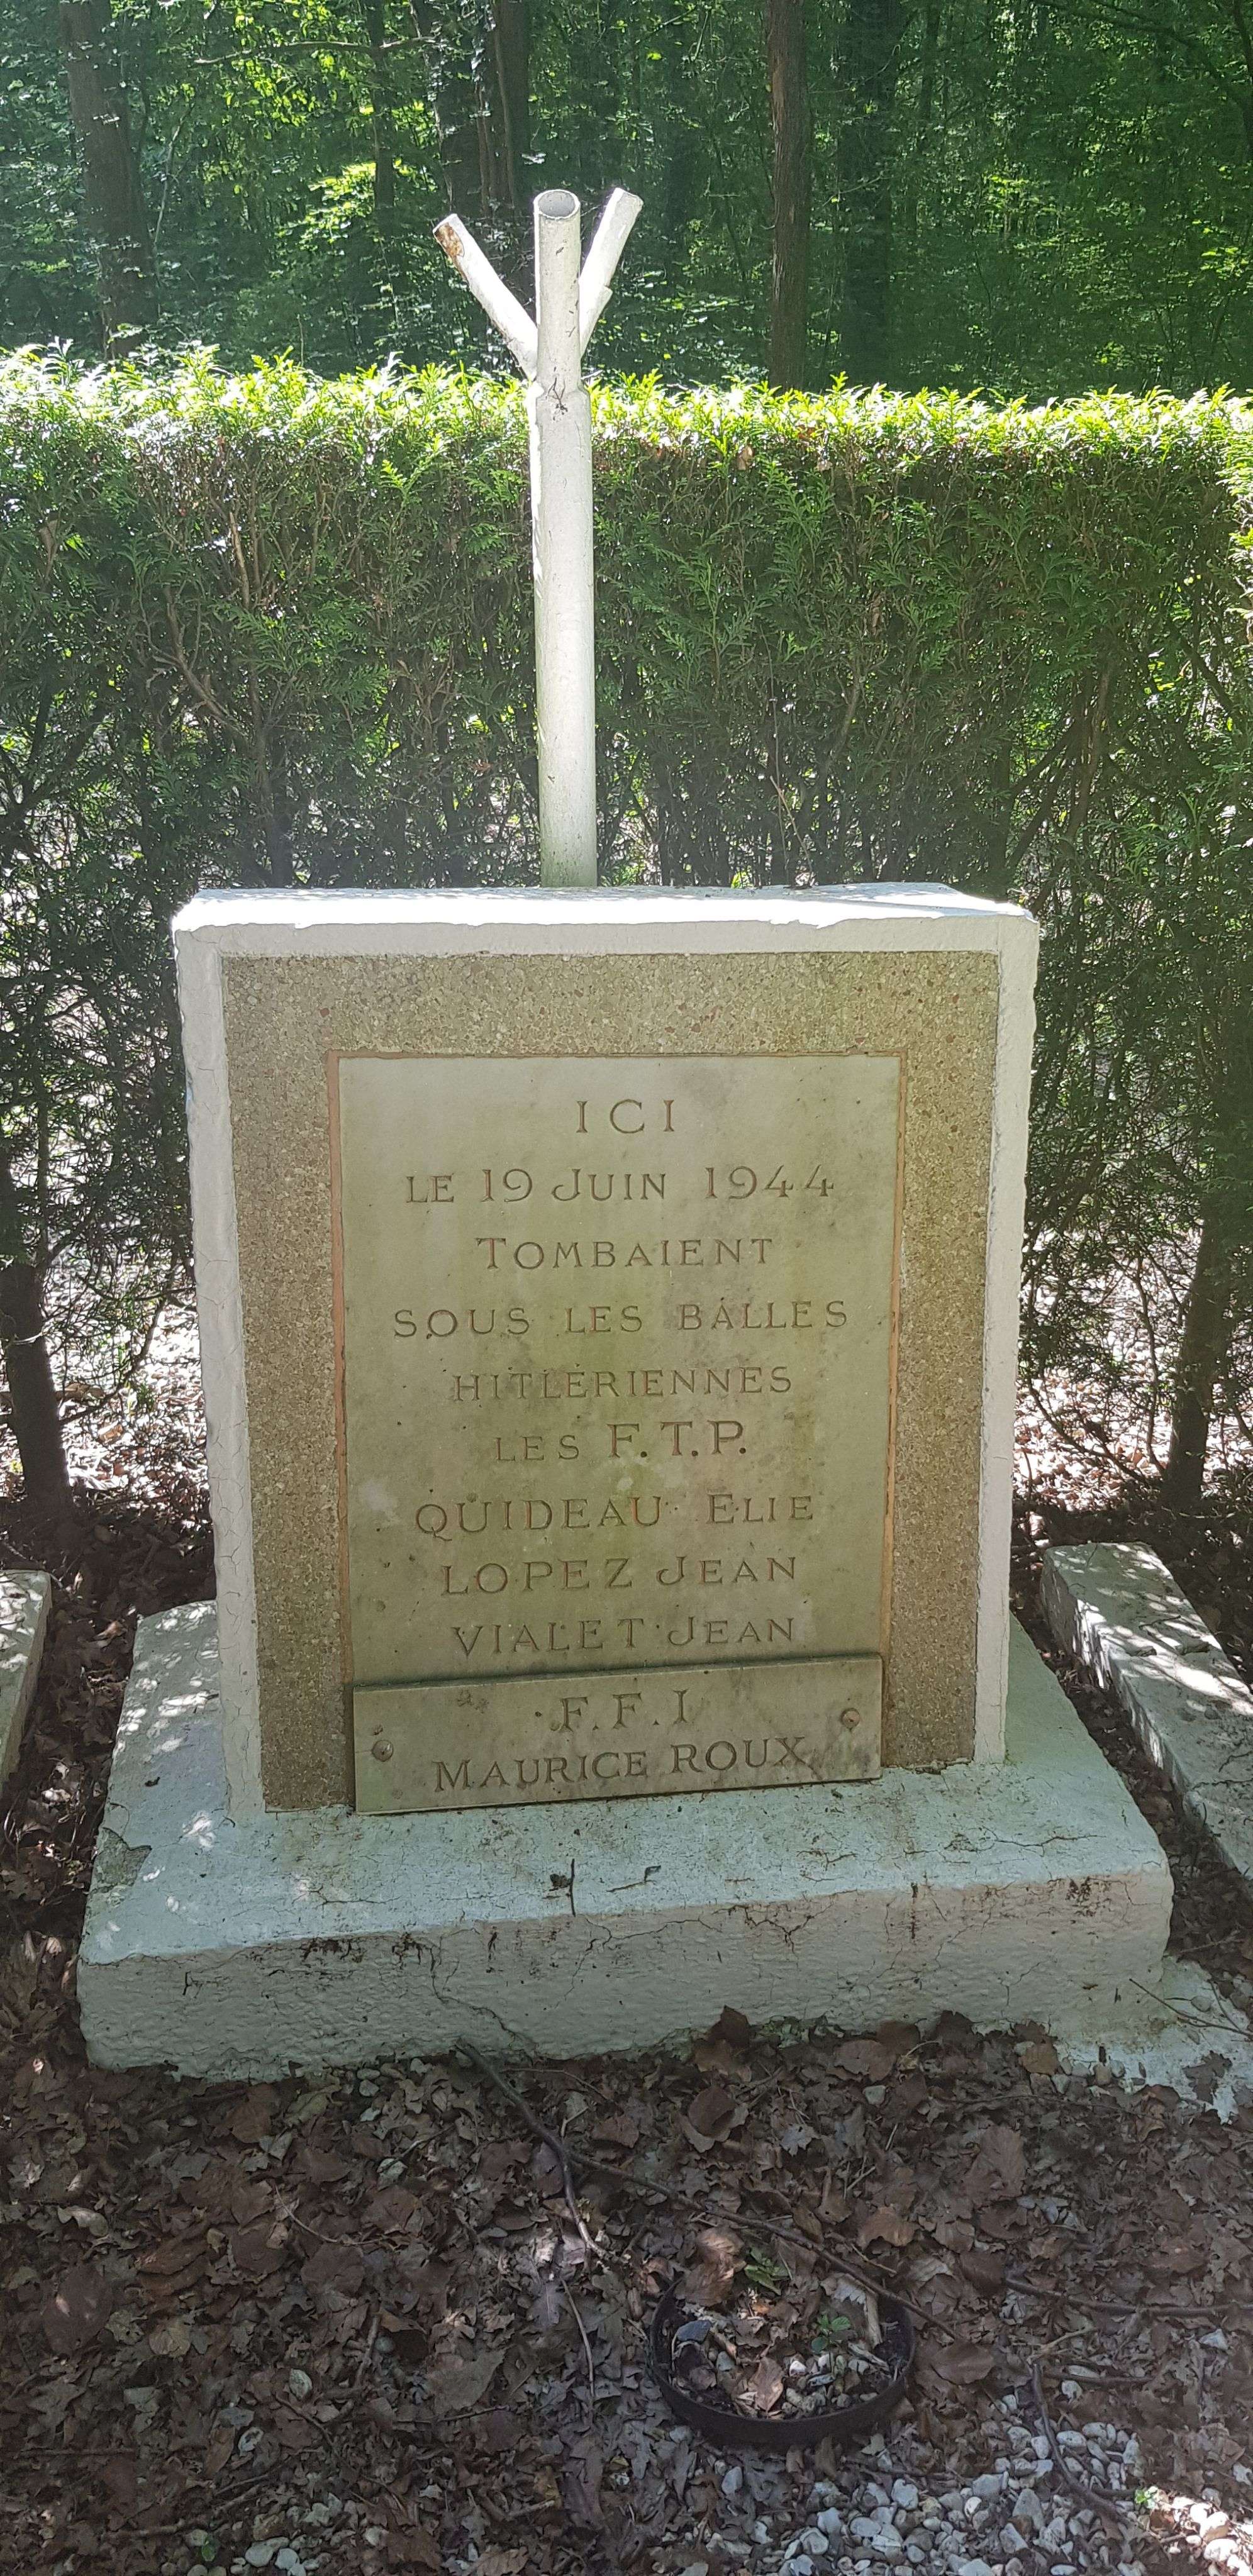 ICI
LE 19 JUIN 1944
TOMBAIENT
SOUS LES BALLES
HITLERIENNES
LES F.T.P.
QUIDEAU ELIE
LOPEZ JEAN
VIALET JEAN
F.F.I
MAURICE ROUX